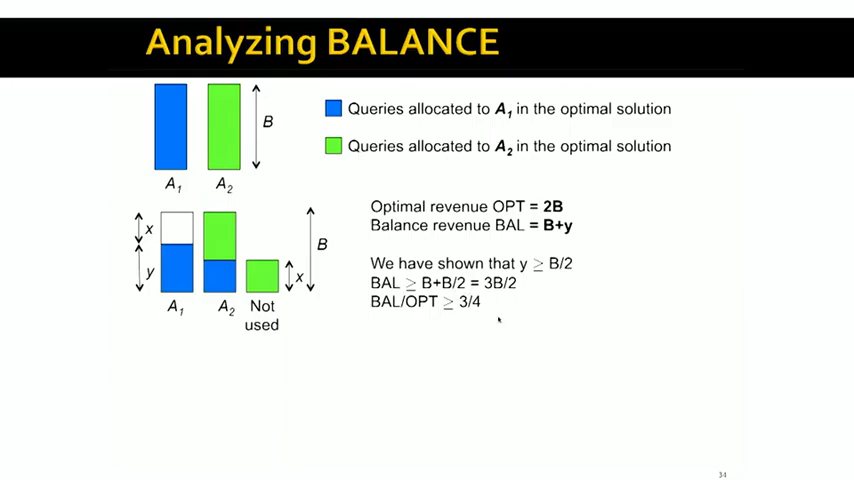 Analyzing BALANCE
B
Queries allocated to A1 in the optimal solution
Queries allocated to A2 in the optimal solution
A1 A2
x
y
B
x
A1 A2 Not used
Optimal revenue OPT = 2B
Balance revenue BAL = B+y
We have shown that y ≥ B/2
BAL ≥ B+B/2 = 3B/2
BAL/OPT ≥ 3/4
34